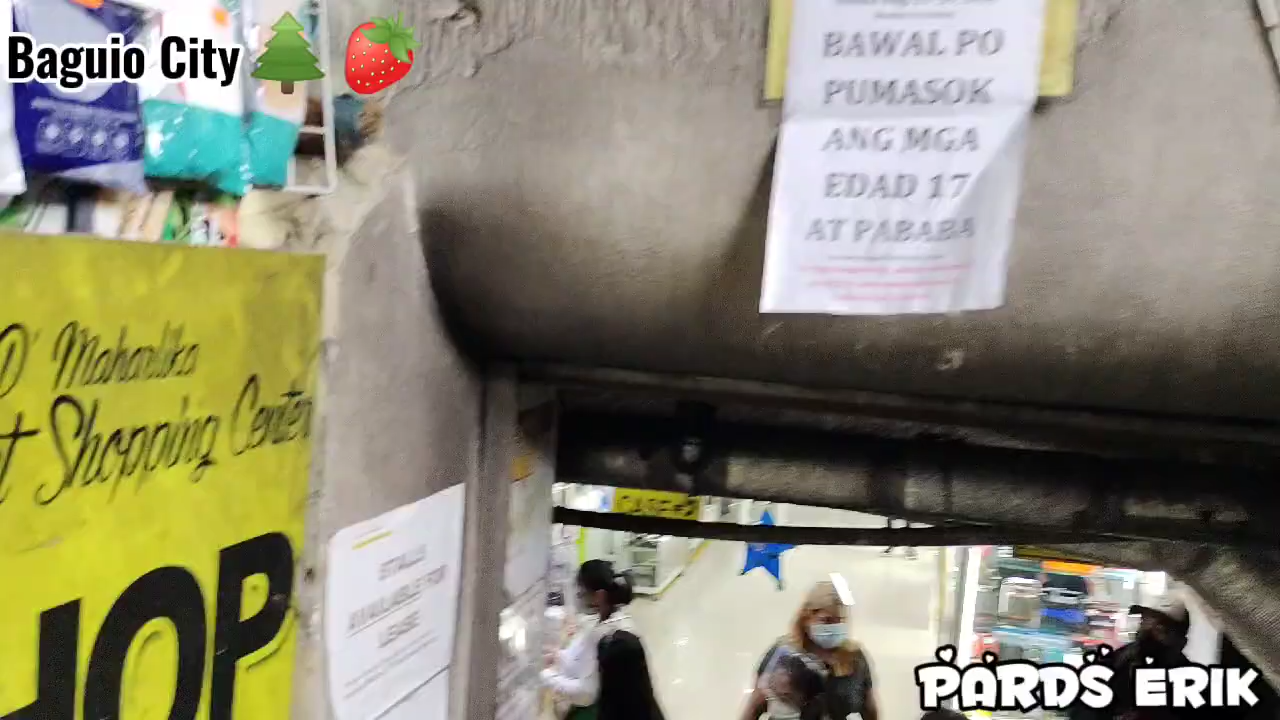 Baguio City
BAWAL PO
PUMASOK
ANG MGA
EDAD 17
AT PABABA
D' Maharlika
t Shopping Center
HOP
STALLS
AVAILABLE FOR
LEASE
PARDS ERIK